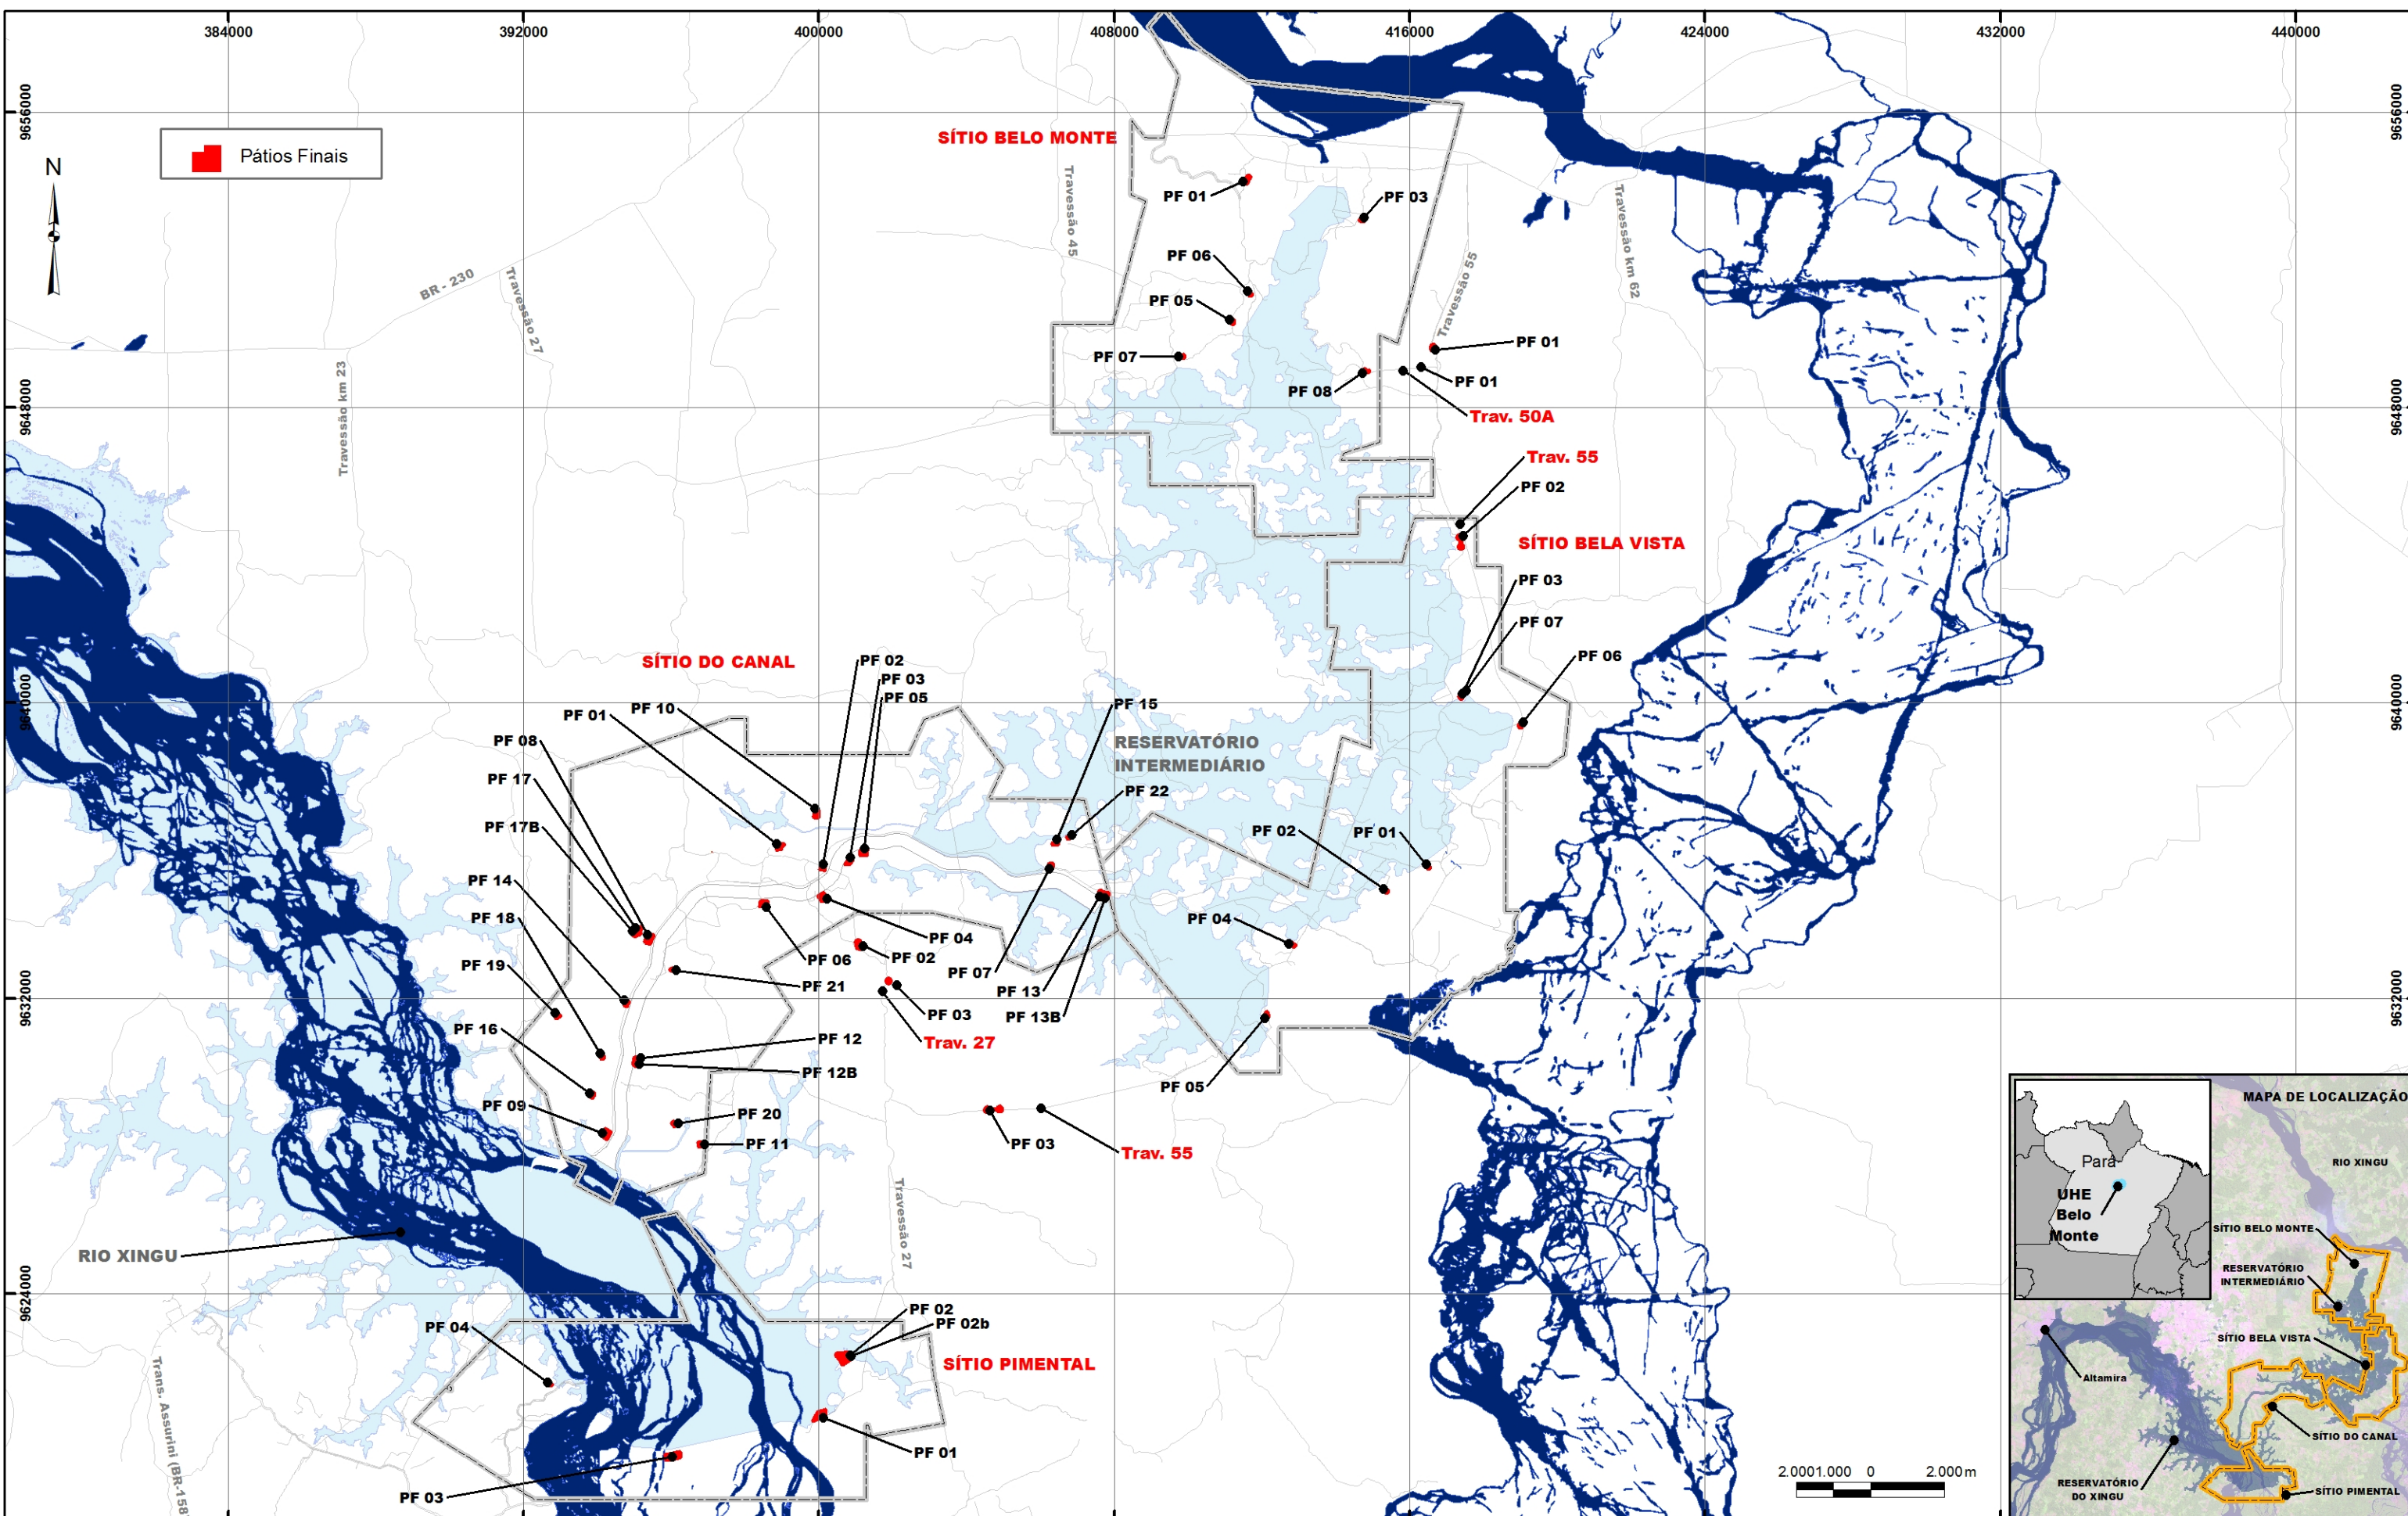 384000
392000
400000
408000
416000
424000
432000
440000
9656000
9656000
Pátios Finais
N
SÍTIO BELO MONTE
Travessão 45
PF 01
PF 03
Travessão km 62
PF 06
Travessão 55
BR - 230
Travessão 27
PF 05
PF 07
PF 01
PF 01
PF 08
Trav. 50A
9648000
9648000
Travessão km 23
Trav. 55
PF 02
SÍTIO BELA VISTA
PF 03
PF 07
PF 06
SÍTIO DO CANAL
PF 02
PF 03
PF 05
PF 10
PF 01
PF 15
9640000
9640000
PF 08
RESERVATÓRIO
INTERMEDIÁRIO
PF 17
PF 22
PF 17B
PF 02
PF 01
PF 14
PF 18
PF 04
PF 04
PF 02
PF 06
PF 19
PF 07
PF 21
PF 13
PF 03
PF 13B
9632000
9632000
PF 16
Trav. 27
PF 12
PF 12B
PF 05
PF 09
PF 20
PF 11
PF 03
Trav. 55
Travessão 27
RIO XINGU
9624000
PF 02
PF 02b
PF 04
SÍTIO PIMENTAL
Trans. Assurini (BR-158)
PF 01
PF 03
2.000 1.000 0 2.000 m
MAPA DE LOCALIZAÇÃO
Pará
UHE
Belo
Monte
RIO XINGU
SÍTIO BELO MONTE
RESERVATÓRIO
INTERMEDIÁRIO
SÍTIO BELA VISTA
Altamira
SÍTIO DO CANAL
RESERVATÓRIO
DO XINGU
SÍTIO PIMENTAL